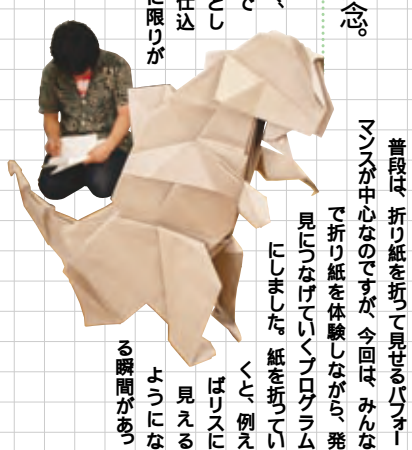 念。
、
で
とし
仕込
に限りが
普段は、折り紙を折って見せるパフォー
マンスが中心なのですが、今回は、みんな
で折り紙を体験しながら、発
見につなげていくプログラム
にしました。紙を折ってい
くと、例え
ばリスに
見える
ようにな
る瞬間があっ